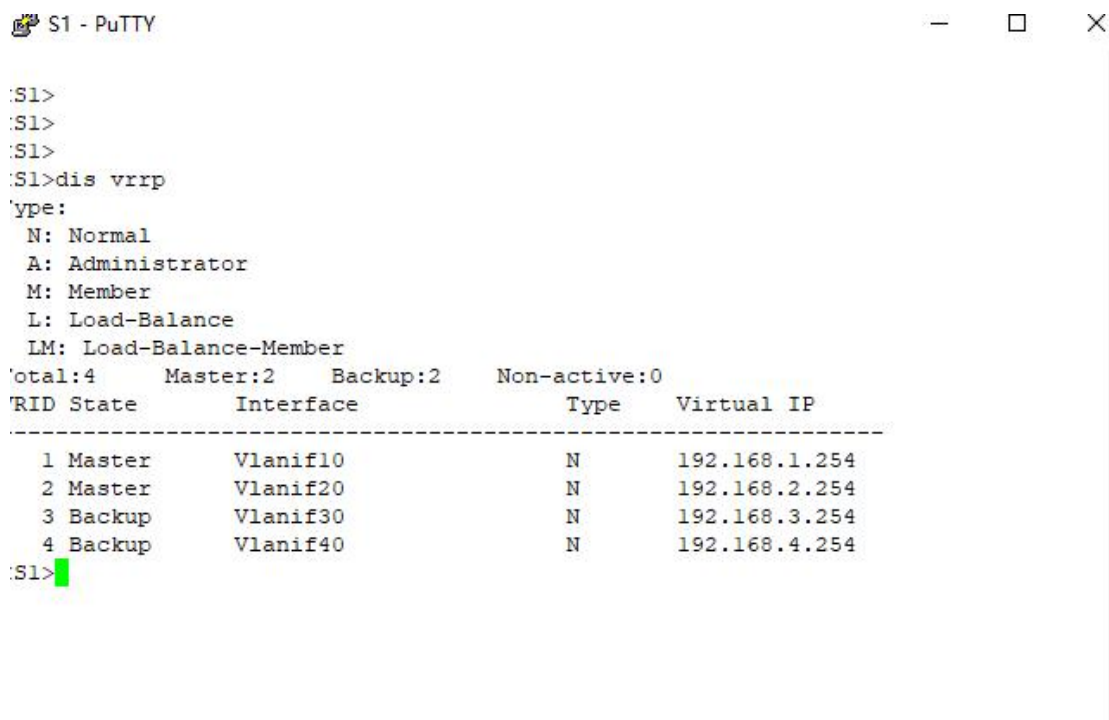 S1 - PuTTY
:S1>
:S1>
:S1>
:S1>dis vrrp
ype:
N: Normal
A: Administrator
M: Member
L: Load-Balance
LM: Load-Balance-Member
otal:4 Master:2 Backup:2 Non-active:0
RID State Interface Type Virtual IP
----------------------------------------------------------------
1 Master Vlanif10 N 192.168.1.254
2 Master Vlanif20 N 192.168.2.254
3 Backup Vlanif30 N 192.168.3.254
4 Backup Vlanif40 N 192.168.4.254
:S1>